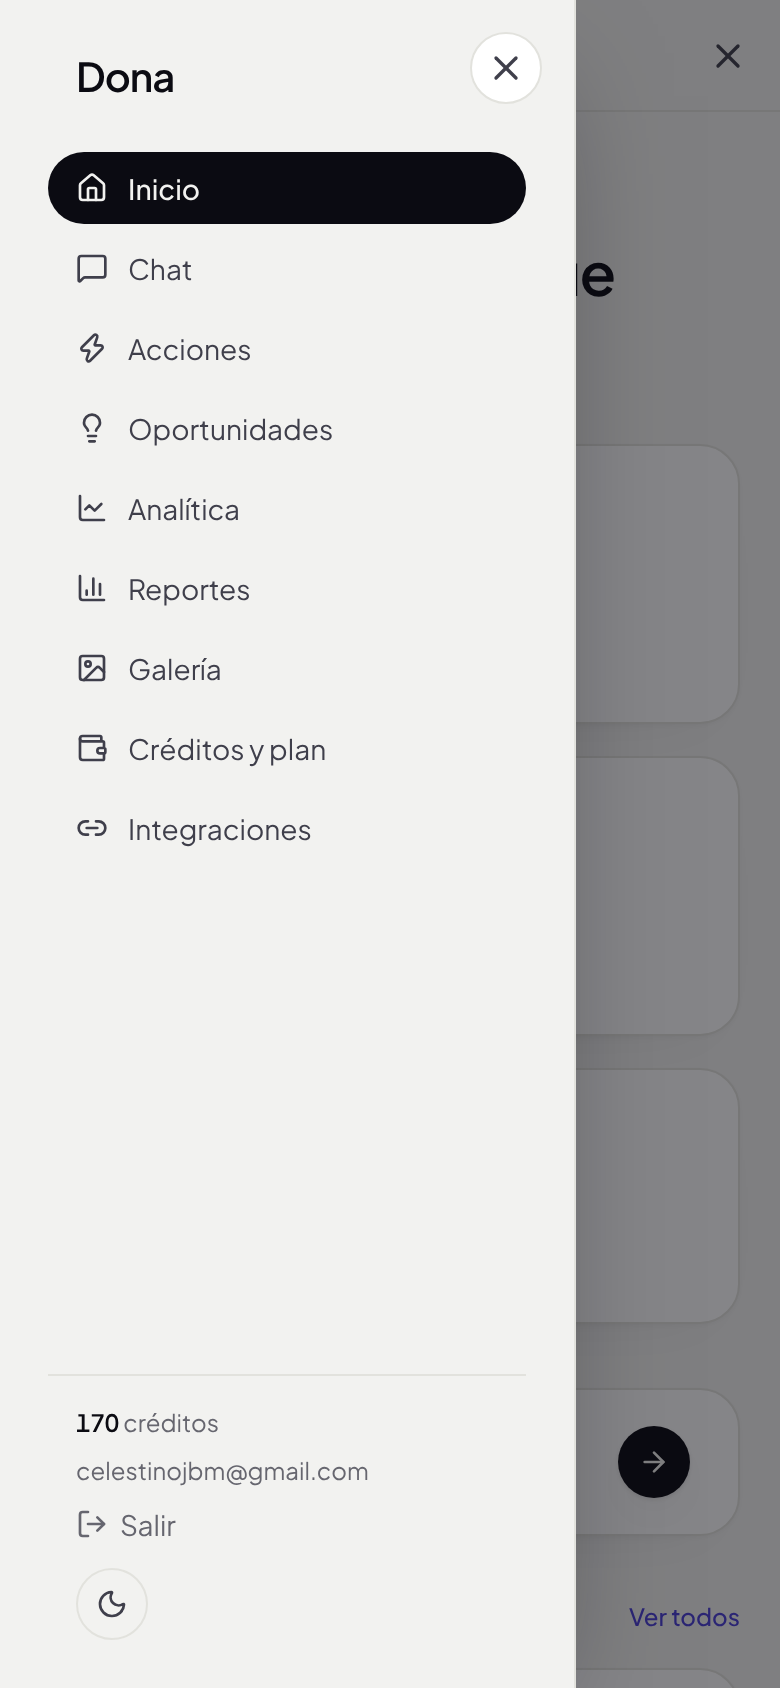 Dona
Inicio
Chat
Acciones
Oportunidades
Analítica
Reportes
Galería
Créditos y plan
Integraciones
170 créditos
celestinojbm@gmail.com
Salir
Ver todos